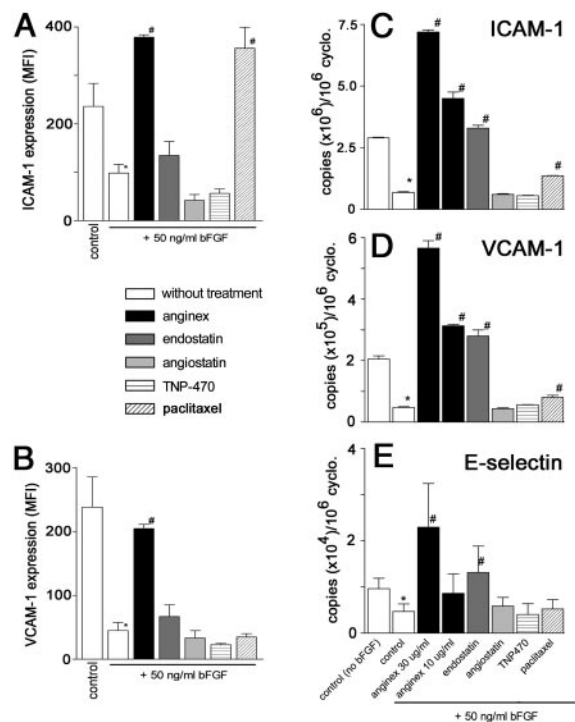 A
ICAM-1 expression (MFI)
400
200
0
#
*
#
control
+ 50 ng/ml bFGF
without treatment
anginex
endostatin
angiostatin
TNP-470
paclitaxel
B
VCAM-1 expression (MFI)
300
200
100
0
*
#
control
+ 50 ng/ml bFGF
C
ICAM-1
copies (x10⁶)/10⁶ cyclo.
7.5
5.0
2.5
0
*
#
#
#
#
D
VCAM-1
copies (x10⁵)/10⁶ cyclo.
6
4
2
0
*
#
#
#
#
E
E-selectin
copies (x10⁴)/10⁶ cyclo.
4
2
1
0
*
#
#
control (no bFGF)
control
anginex 30 ug/ml
anginex 10 ug/ml
endostatin
angiostatin
TNP470
paclitaxel
+ 50 ng/ml bFGF